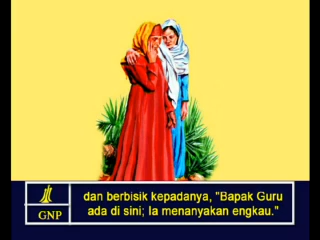 dan berbisik kepadanya, "Bapak Guru
ada di sini; Ia menanyakan engkau."
GNP